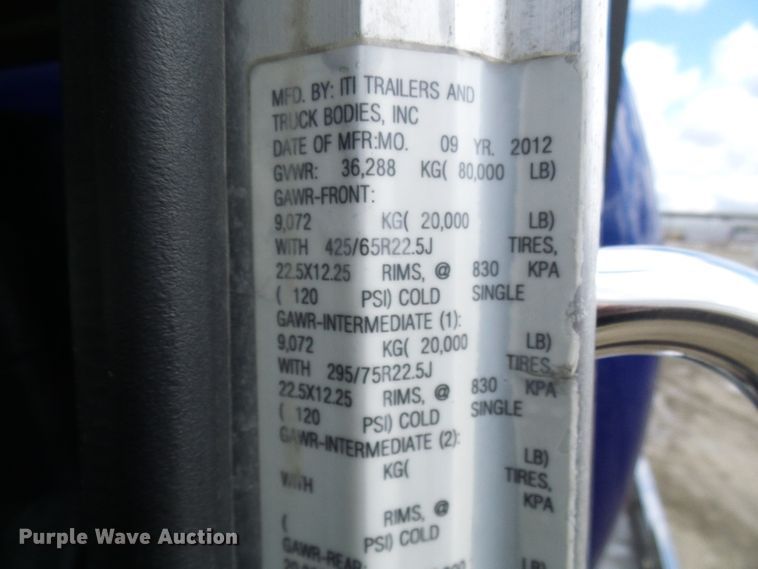 MFD. BY: ITI TRAILERS AND
TRUCK BODIES, INC
DATE OF MFR:MO. 09 YR. 2012
GVWR: 36,288 KG( 80,000 LB)
GAWR-FRONT:
9,072 KG( 20,000 LB)
WITH 425/65R22.5J TIRES,
22.5X12.25 RIMS, @ 830 KPA
( 120 PSI) COLD SINGLE
GAWR-INTERMEDIATE (1):
9,072 KG( 20,000 LB)
WITH 295/75R22.5J TIRES,
22.5X12.25 RIMS, @ 830 KPA
( 120 PSI) COLD SINGLE
GAWR-INTERMEDIATE (2):
KG( LB)
WITH TIRES,
RIMS, @ KPA
( PSI) COLD
GAWR-REAR
Purple Wave Auction